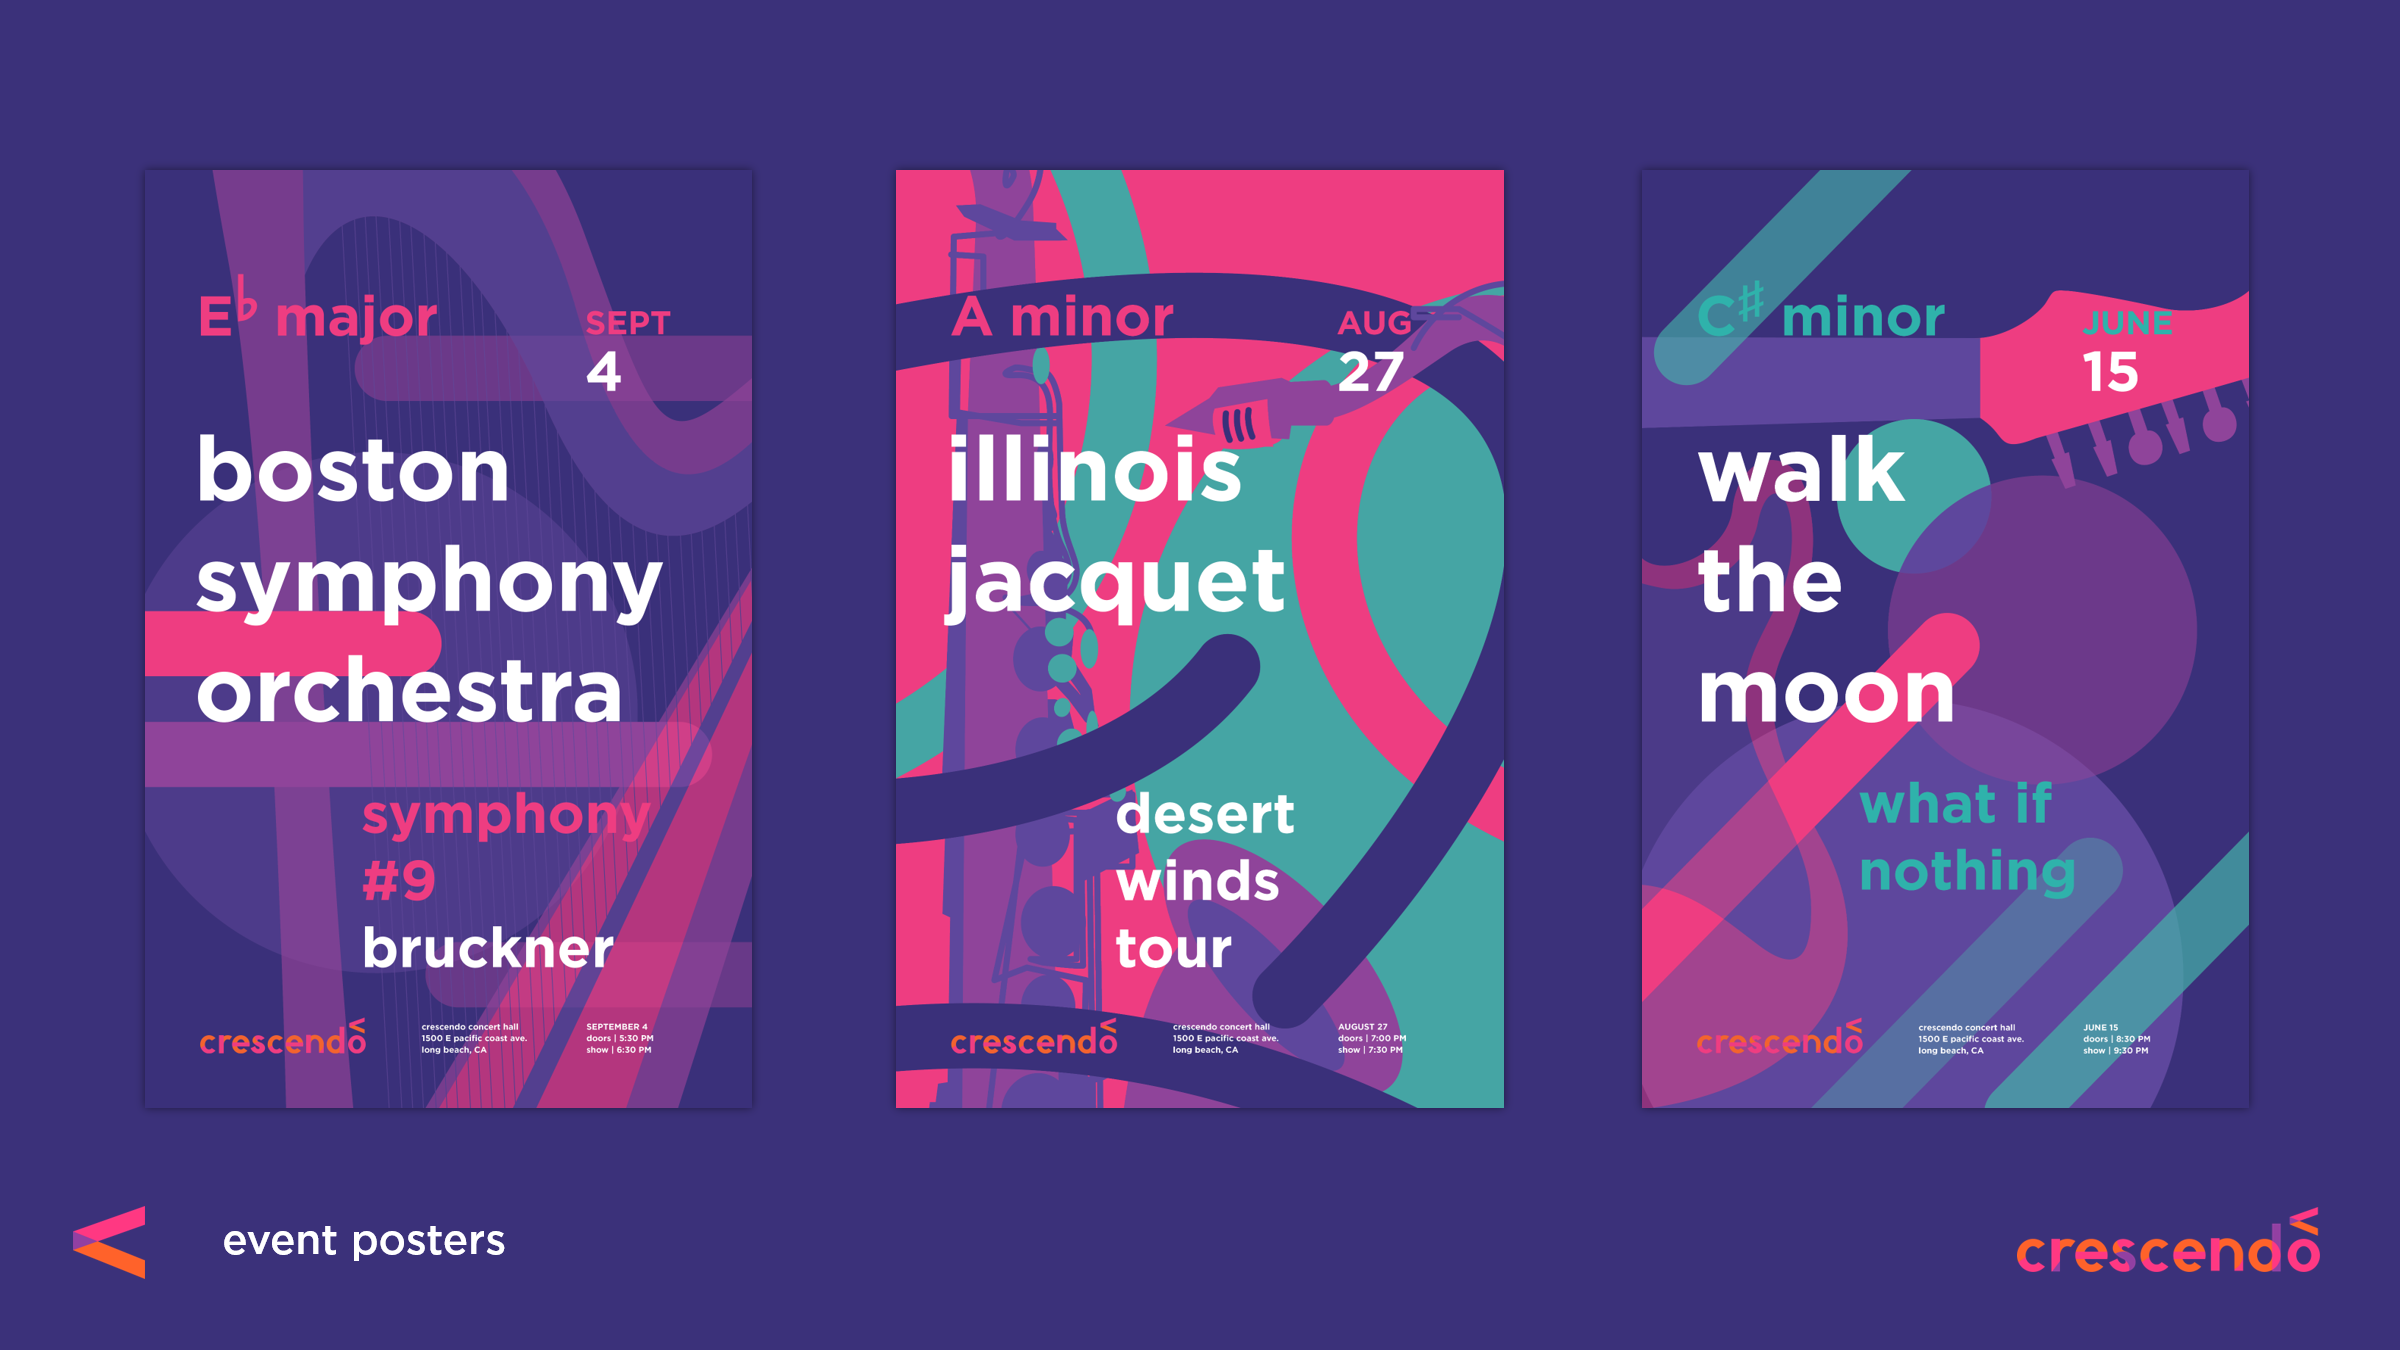 E♭ major
SEPT
4
boston
symphony
orchestra
symphony
#9
bruckner
crescendo
crescendo concert hall
1500 E pacific coast ave.
long beach, CA
SEPTEMBER 4
doors | 5:30 PM
show | 6:30 PM
A minor
AUG
27
illinois
jacquet
desert
winds
tour
crescendo
crescendo concert hall
1500 E pacific coast ave.
long beach, CA
AUGUST 27
doors | 7:00 PM
show | 7:30 PM
C♯ minor
JUNE
15
walk
the
moon
what if
nothing
crescendo
crescendo concert hall
1500 E pacific coast ave.
long beach, CA
JUNE 15
doors | 8:30 PM
show | 9:30 PM
event posters
crescendo